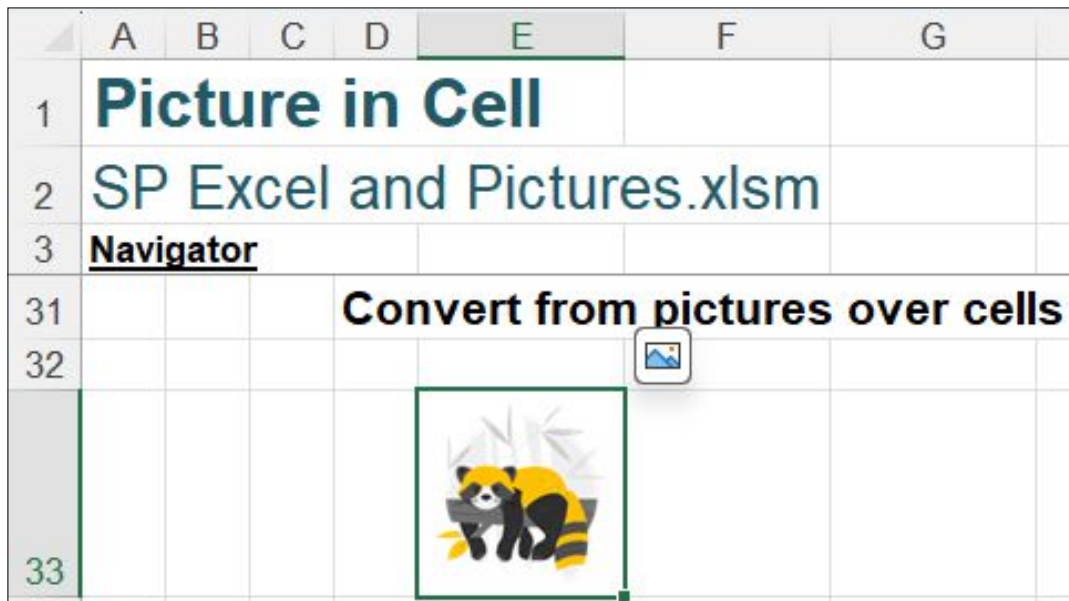 A B C D E F G
1 Picture in Cell
2 SP Excel and Pictures.xlsm
3 Navigator
31 Convert from pictures over cells
32
33